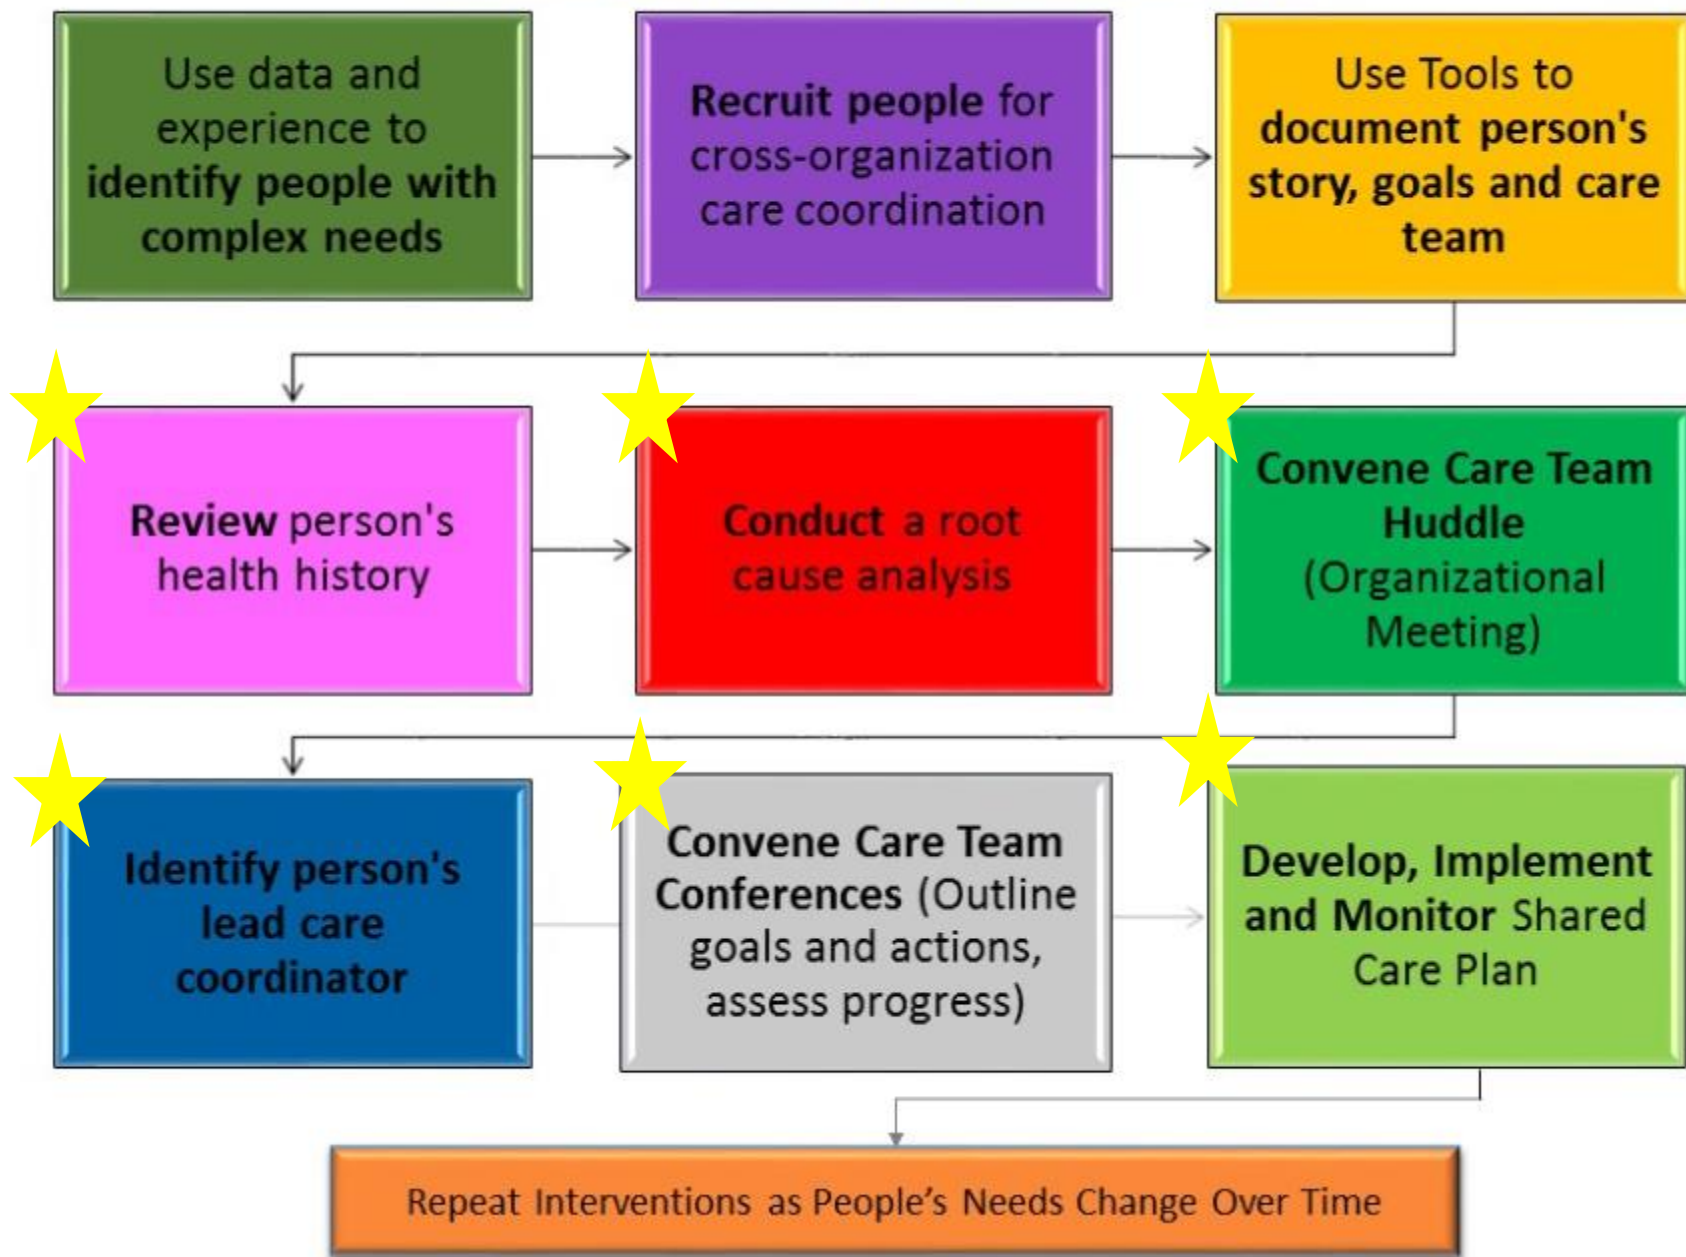 Use data and
experience to
identify people with
complex needs
Recruit people for
cross-organization
care coordination
Use Tools to
document person's
story, goals and care
team
Review person's
health history
Conduct a root
cause analysis
Convene Care Team
Huddle
(Organizational
Meeting)
Identify person's
lead care
coordinator
Convene Care Team
Conferences (Outline
goals and actions,
assess progress)
Develop, Implement
and Monitor Shared
Care Plan
Repeat Interventions as People’s Needs Change Over Time